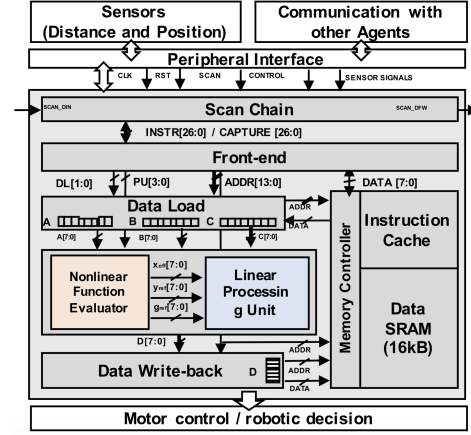 Sensors
(Distance and Position)
Communication with
other Agents
Peripheral Interface
CLK RST SCAN CONTROL SENSOR SIGNALS
SCAN_DIN Scan Chain SCAN_DFW
INSTR[26:0] / CAPTURE [26:0]
Front-end
DL[1:0] PU[3:0] ADDR[13:0] DATA [7:0]
Data Load
ADDR
A B C
DATA
A[7:0] B[7:0] C[7:0]
Memory Controller
Instruction
Cache
Nonlinear
Function
Evaluator
[7:0]
[7:0]
[7:0]
Linear
Processin
g Unit
Data
SRAM
(16kB)
D[7:0]
ADDR
Data Write-back D
ADDR
DATA
Motor control / robotic decision